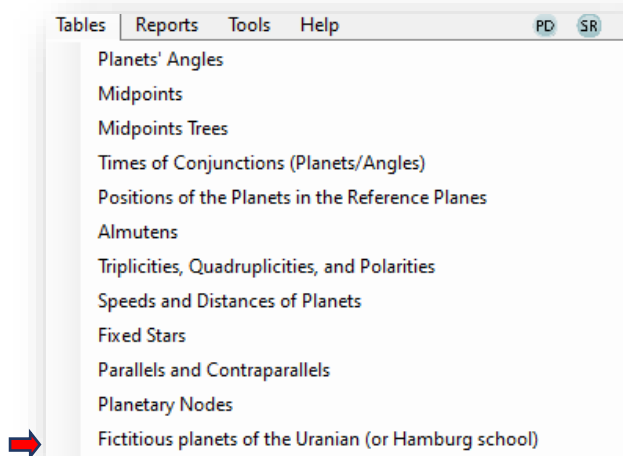 Tables Reports Tools Help PD SR
Planets' Angles
Midpoints
Midpoints Trees
Times of Conjunctions (Planets/Angles)
Positions of the Planets in the Reference Planes
Almutens
Triplicities, Quadruplicities, and Polarities
Speeds and Distances of Planets
Fixed Stars
Parallels and Contraparallels
Planetary Nodes
Fictitious planets of the Uranian (or Hamburg school)